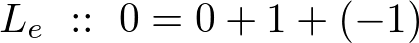 L_e :: 0 = 0 + 1 + (−1)